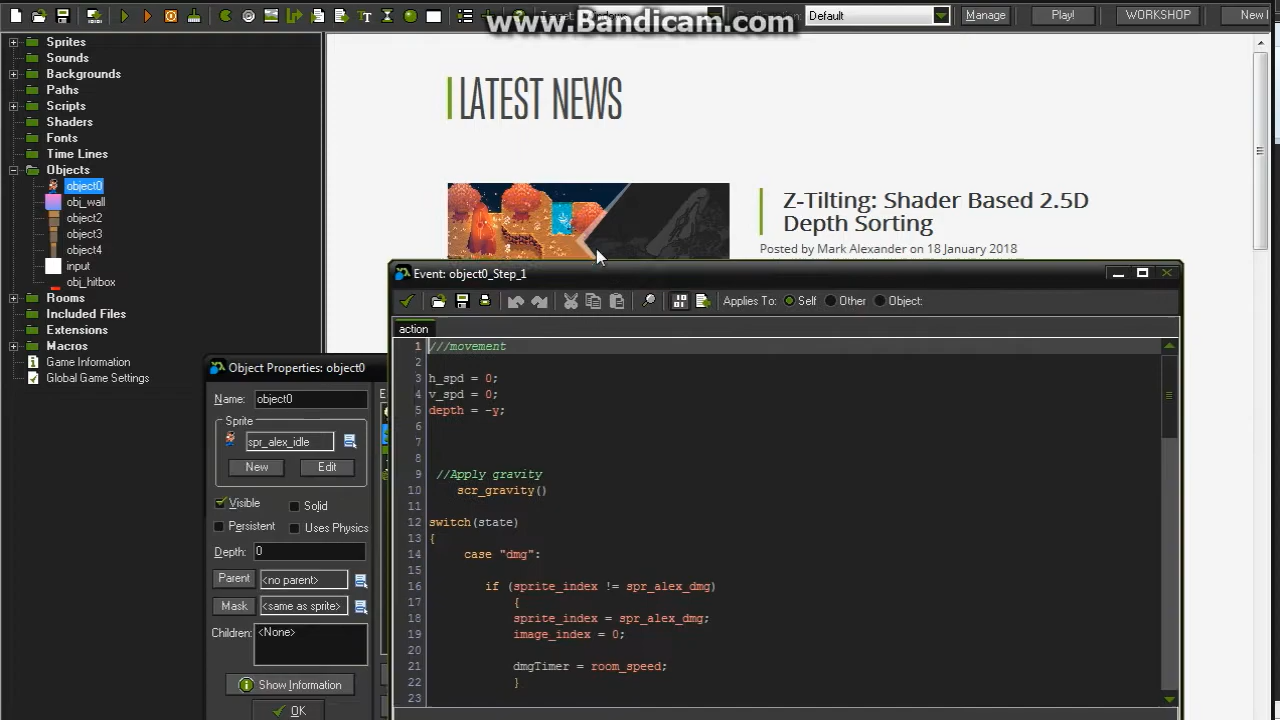 www.Bandicam.com
Target
Default
Manage
Play!
WORKSHOP
New
Sprites
Sounds
Backgrounds
Paths
Scripts
Shaders
Fonts
Time Lines
Objects
object0
obj_wall
object2
object3
object4
input
obj_hitbox
Rooms
Included Files
Extensions
Macros
Game Information
Global Game Settings
LATEST NEWS
Z-Tilting: Shader Based 2.5D
Depth Sorting
Posted by Mark Alexander on 18 January 2018
Object Properties: object0
Name: object0
Sprite
spr_alex_idle
New Edit
Visible Solid
Persistent Uses Physics
Depth: 0
Parent <no parent>
Mask <same as sprite>
Children: <None>
Show Information
OK
Event: object0_Step_1
Applies To: Self Other Object:
action
1 ///movement
2
3 h_spd = 0;
4 v_spd = 0;
5 depth = -y;
6
7
8
9 //Apply gravity
10 scr_gravity()
11
12 switch(state)
13 {
14 case "dmg":
15
16 if (sprite_index != spr_alex_dmg)
17 {
18 sprite_index = spr_alex_dmg;
19 image_index = 0;
20
21 dmgTimer = room_speed;
22 }
23